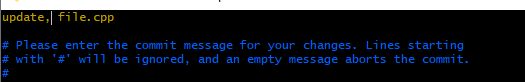 update, file.cpp
# Please enter the commit message for your changes. Lines starting
# with '#' will be ignored, and an empty message aborts the commit.
#